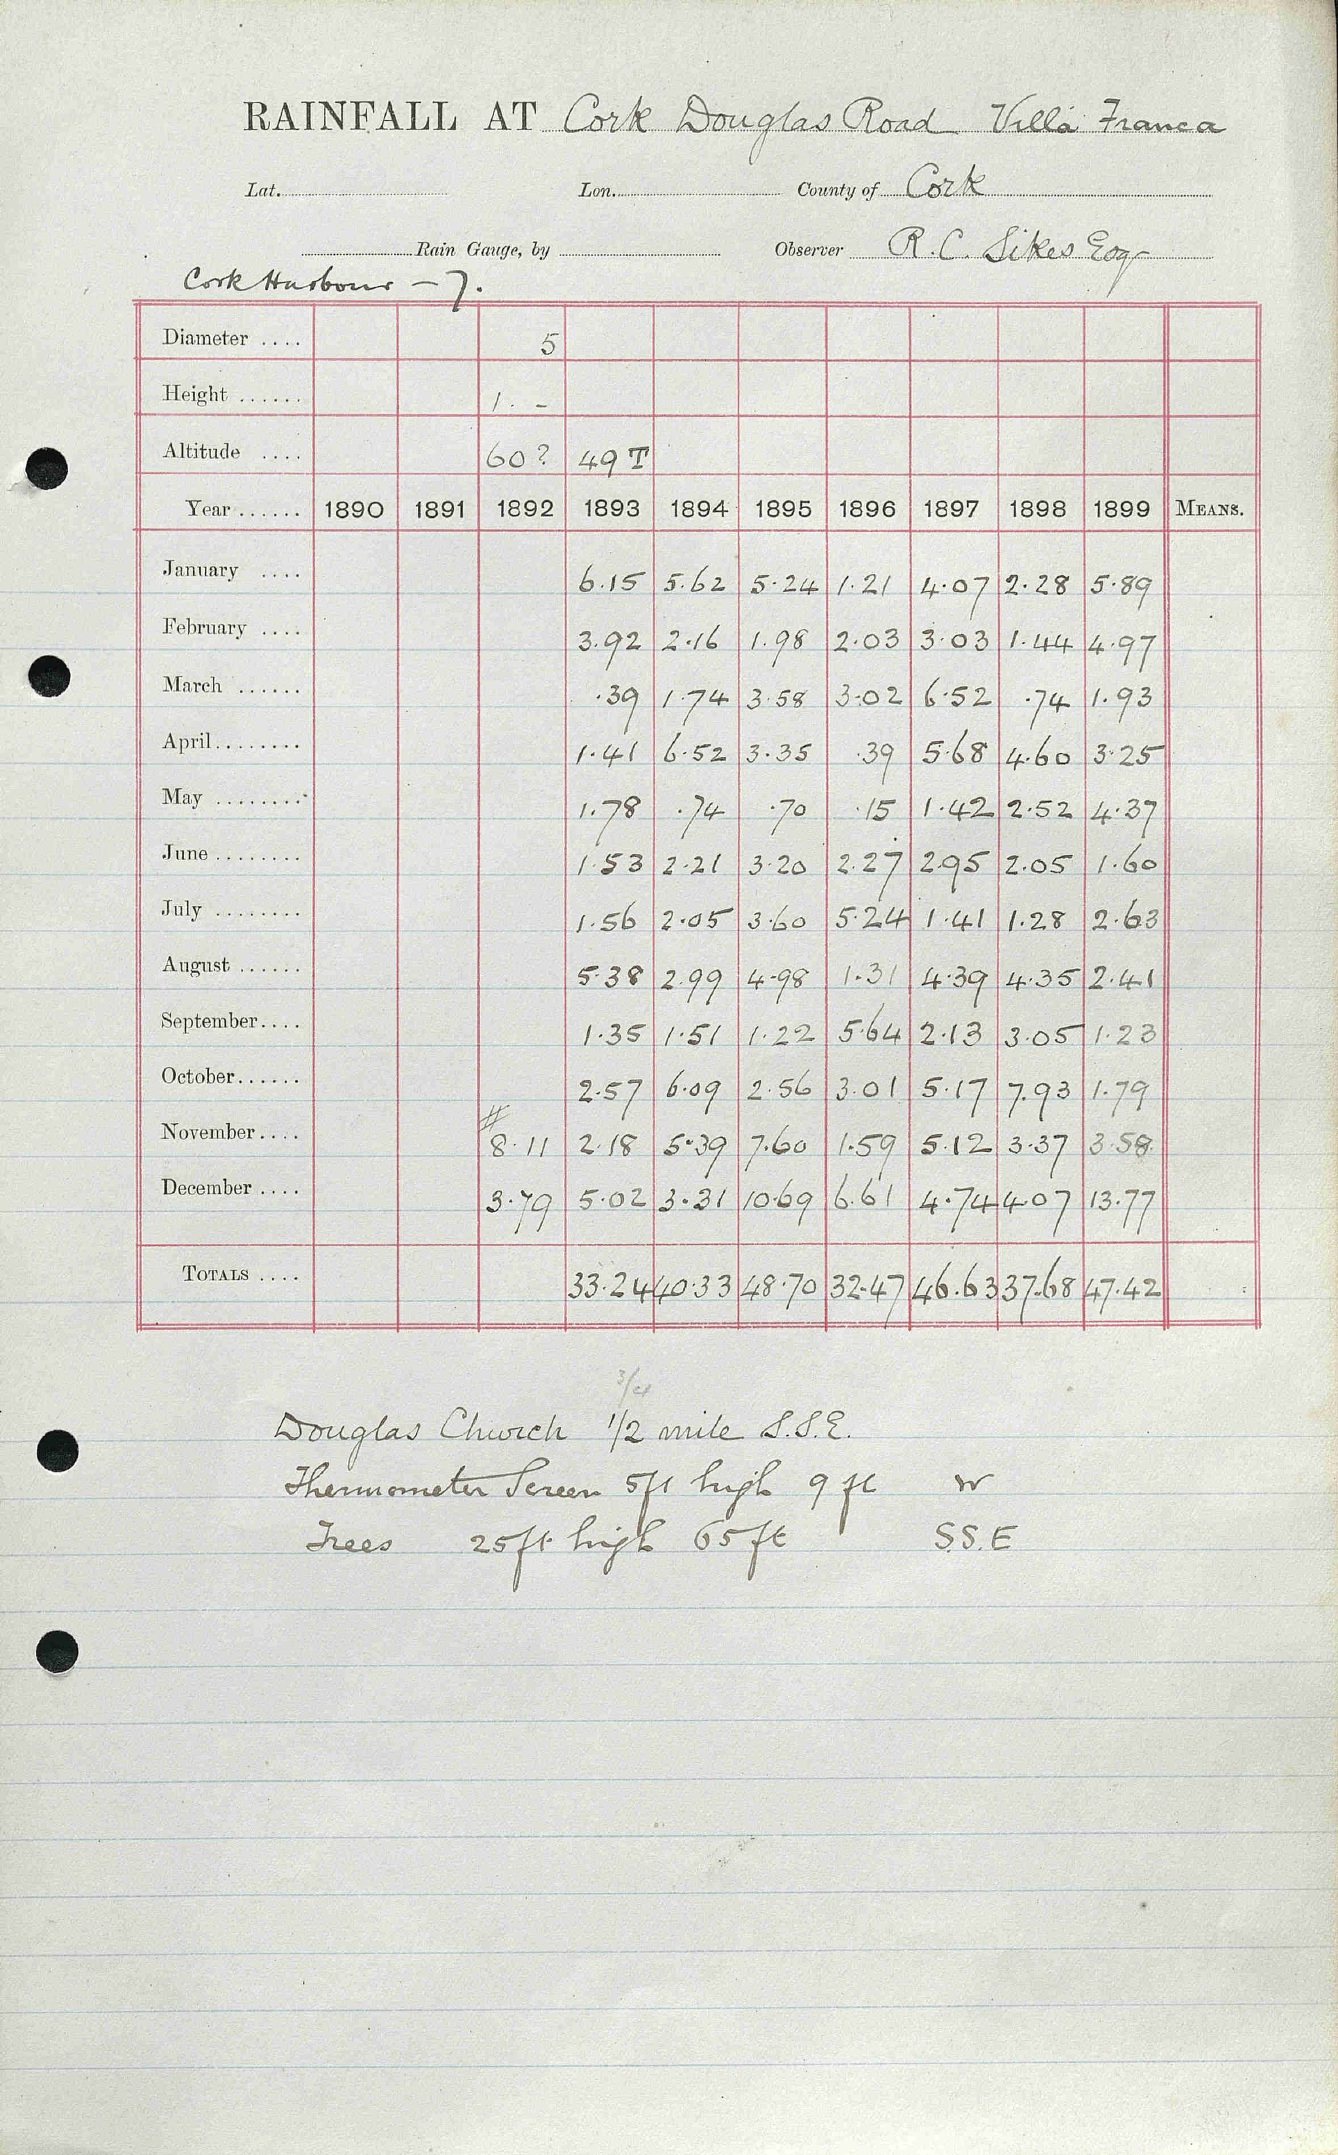 RAINFALL AT Cork Douglas Road Villa Franca
Lat. Lon. County of Cork
Rain Gauge, by Observer R. C. Sikes Esq
Cork Harbour - 7.
Diameter .... 5
Height ...... 1. -
Altitude .... 60? 49 T
Year ...... 1890 1891 1892 1893 1894 1895 1896 1897 1898 1899 MEANS.
January .... 6.15 5.62 5.24 1.21 4.07 2.28 5.89
February .... 3.92 2.16 1.98 2.03 3.03 1.44 4.97
March ...... .39 1.74 3.58 3.02 6.52 .74 1.93
April........ 1.41 6.52 3.35 .39 5.68 4.60 3.25
May ........ 1.78 .74 .70 .15 1.42 2.52 4.37
June ........ 1.53 2.21 3.20 2.27 2.95 2.05 1.60
July ........ 1.56 2.05 3.60 5.24 1.41 1.28 2.63
August ...... 5.38 2.99 4.98 1.31 4.39 4.35 2.41
September.... 1.35 1.51 1.22 5.64 2.13 3.05 1.23
October...... 2.57 6.09 2.56 3.01 5.17 7.93 1.79
#
November.... 8.11 2.18 5.39 7.60 1.59 5.12 3.37 3.58
December .... 3.79 5.02 3.31 10.69 6.61 4.74 4.07 13.77
TOTALS .... 33.24 40.33 48.70 32.47 46.63 37.68 47.42
3/4
Douglas Church 1/2 mile S.S.E.
Thermometer Screen 5ft high 9 ft W
Trees 25ft high 65ft S.S.E